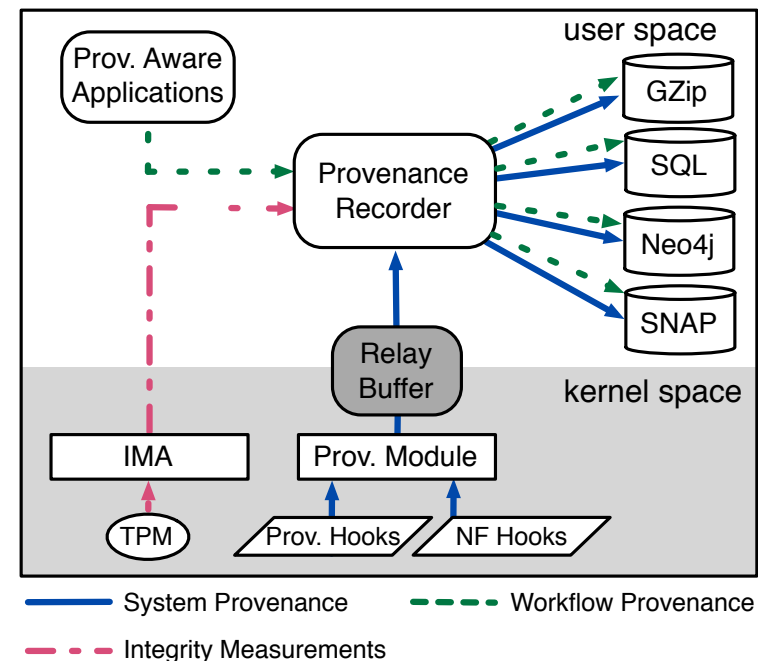 user space
Prov. Aware
Applications
GZip
Provenance
Recorder
SQL
Neo4j
SNAP
Relay
Buffer
kernel space
IMA
Prov. Module
TPM
Prov. Hooks
NF Hooks
System Provenance
Workflow Provenance
Integrity Measurements